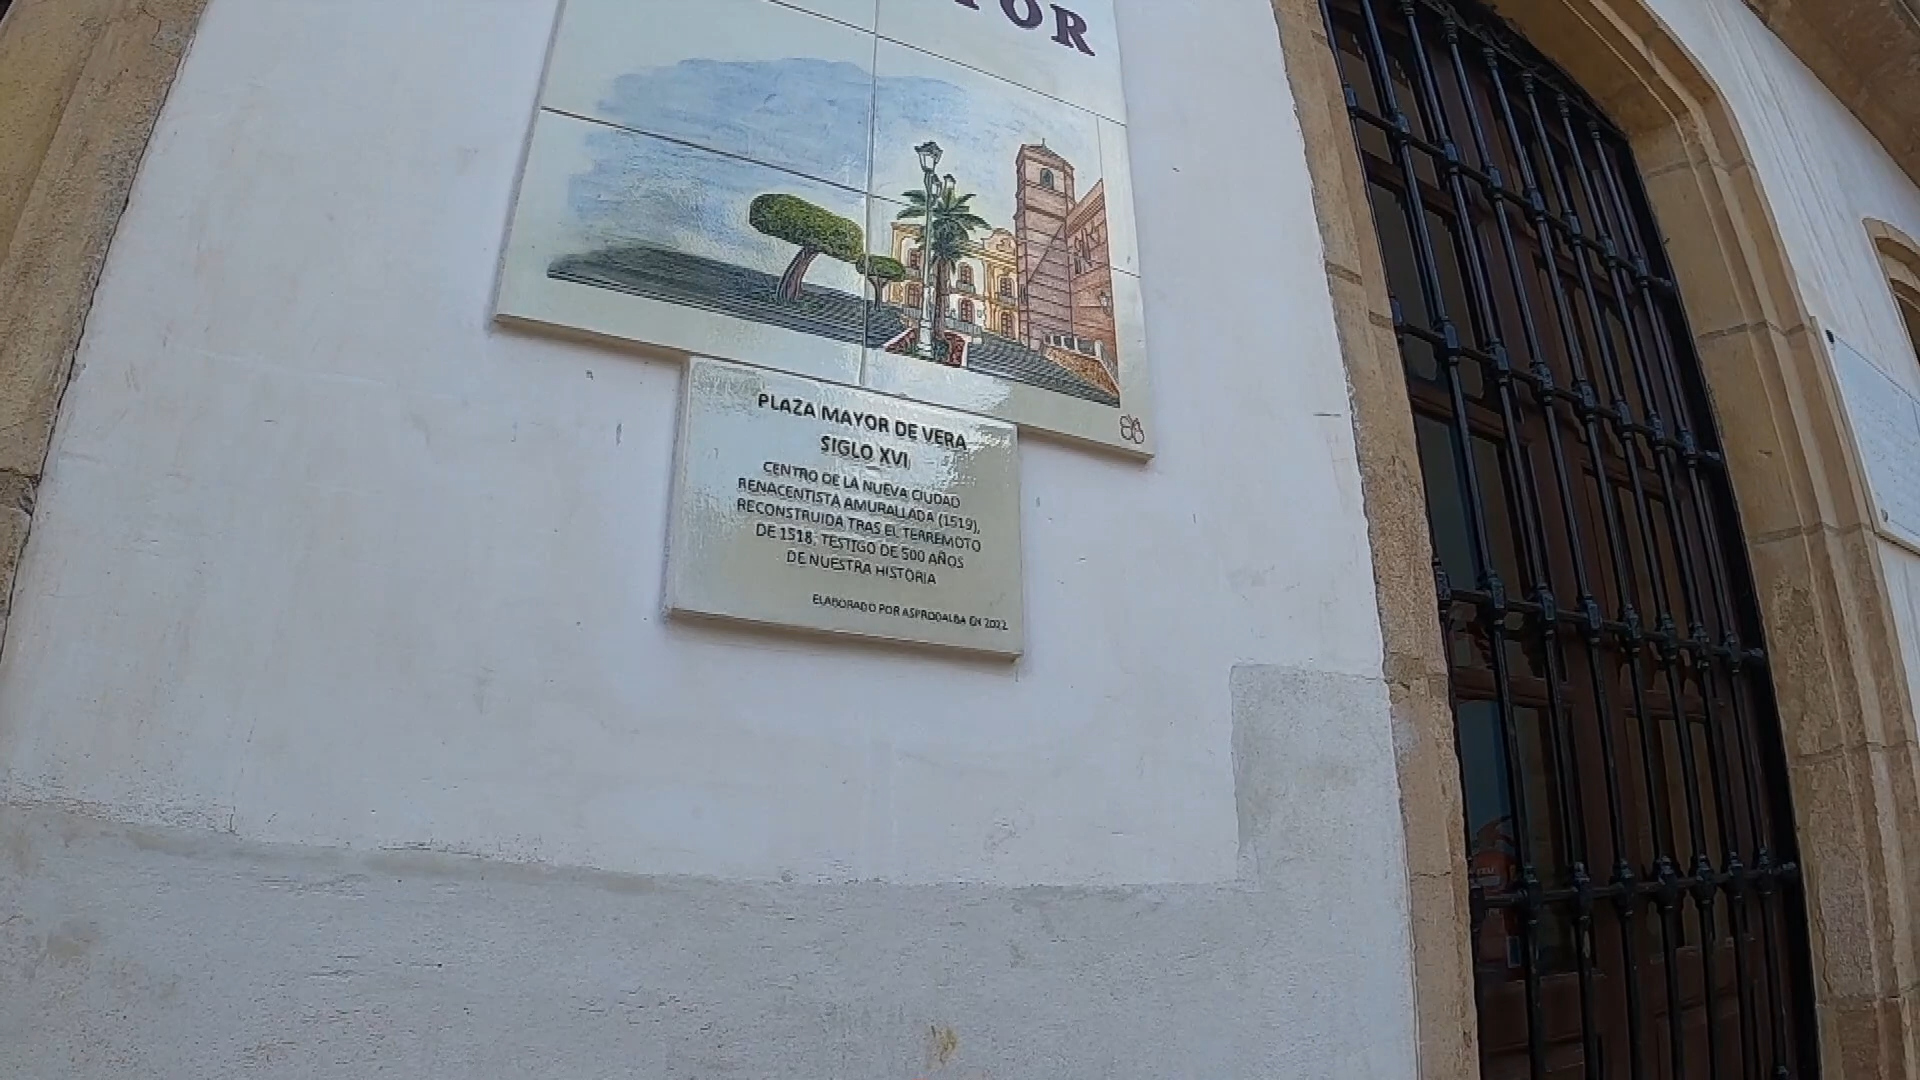 YOR
PLAZA MAYOR DE VERA
SIGLO XVI
CENTRO DE LA NUEVA CIUDAD
RENACENTISTA AMURALLADA (1519),
RECONSTRUIDA TRAS EL TERREMOTO
DE 1518, TESTIGO DE 500 AÑOS
DE NUESTRA HISTORIA
ELABORADO POR ASPRODALBA EN 2022